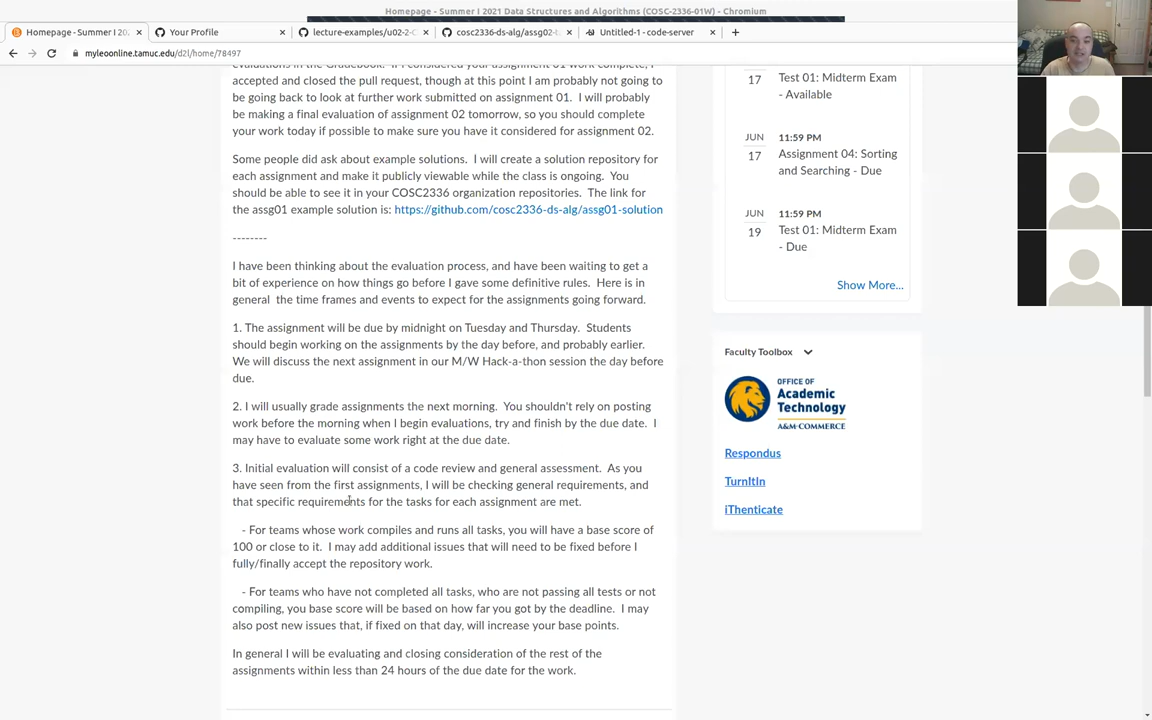 Homepage - Summer I 2021 Data Structures and Algorithms (COSC-2336-01W) - Chromium
Homepage - Summer I 2021
Your Profile
lecture-examples/u02-2-C
cosc2336-ds-alg/assg02-t
Untitled-1 - code-server
myleoonline.tamuc.edu/d2l/home/78497
evaluations in the Gradebook. If I considered your assignment 01 work complete, I
accepted and closed the pull request, though at this point I am probably not going to
be going back to look at further work submitted on assignment 01. I will probably
be making a final evaluation of assignment 02 tomorrow, so you should complete
your work today if possible to make sure you have it considered for assignment 02.
Some people did ask about example solutions. I will create a solution repository for
each assignment and make it publicly viewable while the class is ongoing. You
should be able to see it in your COSC2336 organization repositories. The link for
the assg01 example solution is: https://github.com/cosc2336-ds-alg/assg01-solution
--------
I have been thinking about the evaluation process, and have been waiting to get a
bit of experience on how things go before I gave some definitive rules. Here is in
general the time frames and events to expect for the assignments going forward.
1. The assignment will be due by midnight on Tuesday and Thursday. Students
should begin working on the assignments by the day before, and probably earlier.
We will discuss the next assignment in our M/W Hack-a-thon session the day before
due.
2. I will usually grade assignments the next morning. You shouldn't rely on posting
work before the morning when I begin evaluations, try and finish by the due date. I
may have to evaluate some work right at the due date.
3. Initial evaluation will consist of a code review and general assessment. As you
have seen from the first assignments, I will be checking general requirements, and
that specific requirements for the tasks for each assignment are met.
- For teams whose work compiles and runs all tasks, you will have a base score of
100 or close to it. I may add additional issues that will need to be fixed before I
fully/finally accept the repository work.
- For teams who have not completed all tasks, who are not passing all tests or not
compiling, you base score will be based on how far you got by the deadline. I may
also post new issues that, if fixed on that day, will increase your base points.
In general I will be evaluating and closing consideration of the rest of the
assignments within less than 24 hours of the due date for the work.
17
Test 01: Midterm Exam
- Available
JUN
17
11:59 PM
Assignment 04: Sorting
and Searching - Due
JUN
19
11:59 PM
Test 01: Midterm Exam
- Due
Show More...
Faculty Toolbox
OFFICE OF
Academic
Technology
A&M-COMMERCE
Respondus
TurnItIn
iThenticate